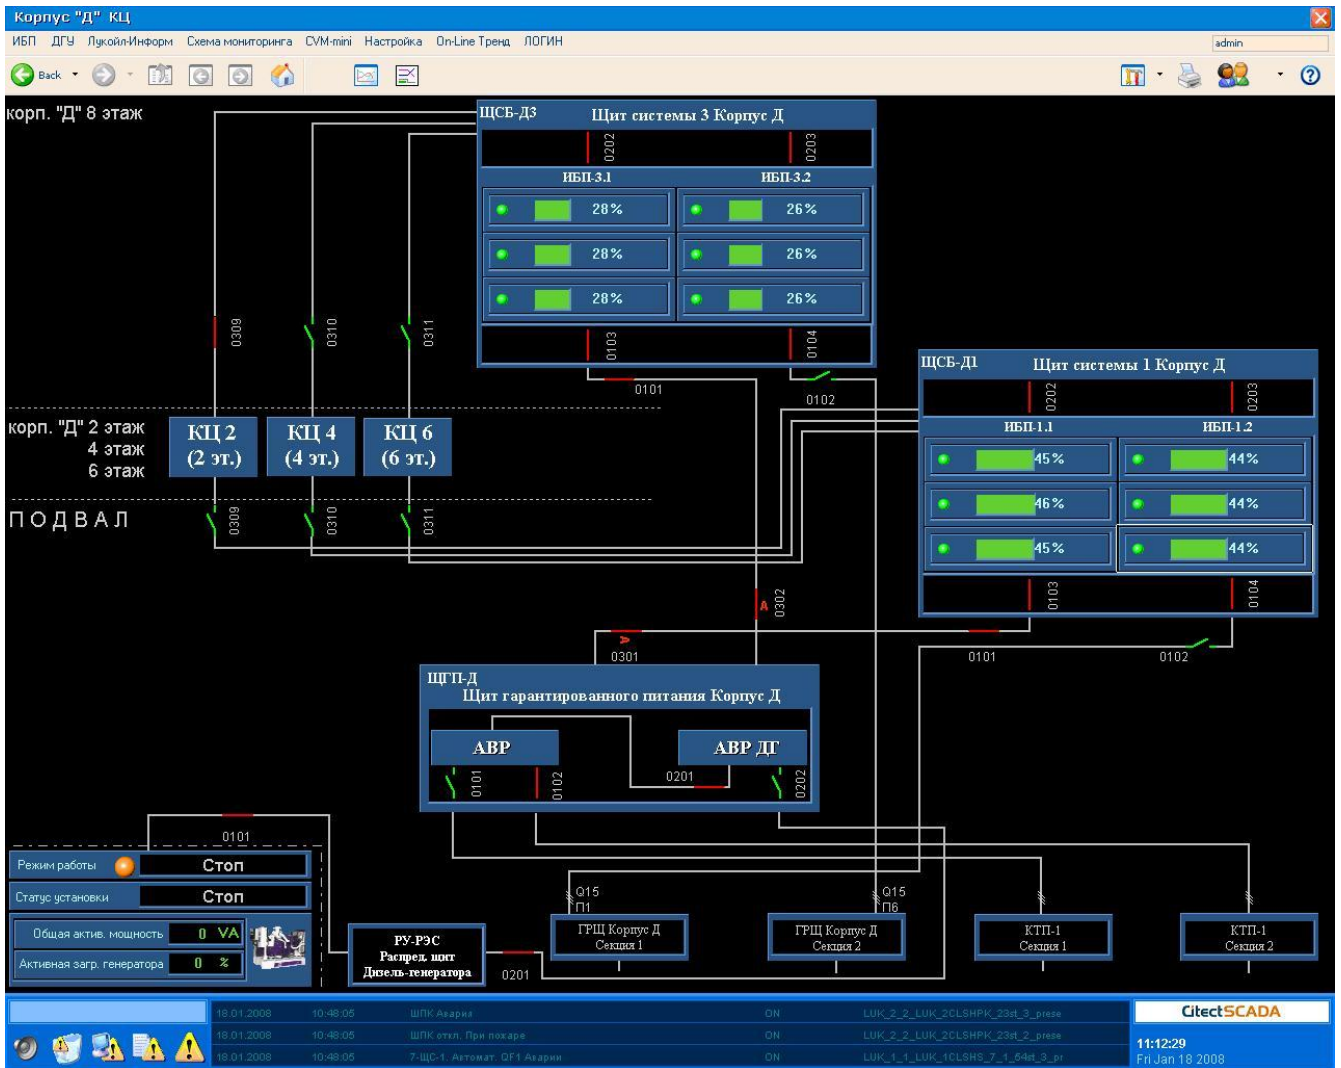 Корпус "Д" КЦ
ИБП ДГУ Лукойл-Информ Схема мониторинга CVM-mini Настройка On-Line Тренд ЛОГИН
admin
Back
корп. "Д" 8 этаж
ЩСБ-Д3 Щит системы 3 Корпус Д
0202 0203
ИБП-3.1 ИБП-3.2
28% 26%
28% 26%
28% 26%
0309 0310 0311
0103 0104
0101 0102
ЩСБ-Д1 Щит системы 1 Корпус Д
0202 0203
ИБП-1.1 ИБП-1.2
45% 44%
46% 44%
45% 44%
0103 0104
корп. "Д" 2 этаж
4 этаж
6 этаж
КЦ 2
(2 эт.)
КЦ 4
(4 эт.)
КЦ 6
(6 эт.)
ПОДВАЛ
0309 0310 0311
А 0302
А
0301 0101 0102
ЩГП-Д
Щит гарантированного питания Корпус Д
АВР АВР ДГ
0101 0102 0201 0202
0101
Режим работы Стоп
Статус установки Стоп
Общая актив. мощность 0 VA
Активная загр. генератора 0 %
РУ-РЭС
Распред. щит
Дизель-генератора
0201
Q15
П1
Q15
П6
ГРЩ Корпус Д
Секция 1
ГРЩ Корпус Д
Секция 2
КТП-1
Секция 1
КТП-1
Секция 2
18.01.2008 10:48:05 ШПК Авария ON LUK_2_2_LUK_2CLSHPK_23st_3_prese
18.01.2008 10:48:05 ШПК откл. При пожаре ON LUK_2_2_LUK_2CLSHPK_23st_2_prese
18.01.2008 10:48:05 7-ЩС-1. Автомат. QF1 Аварии ON LUK_1_1_LUK_1CLSHS_7_1_64st_3_pr
CitectSCADA
11:12:29
Fri Jan 18 2008